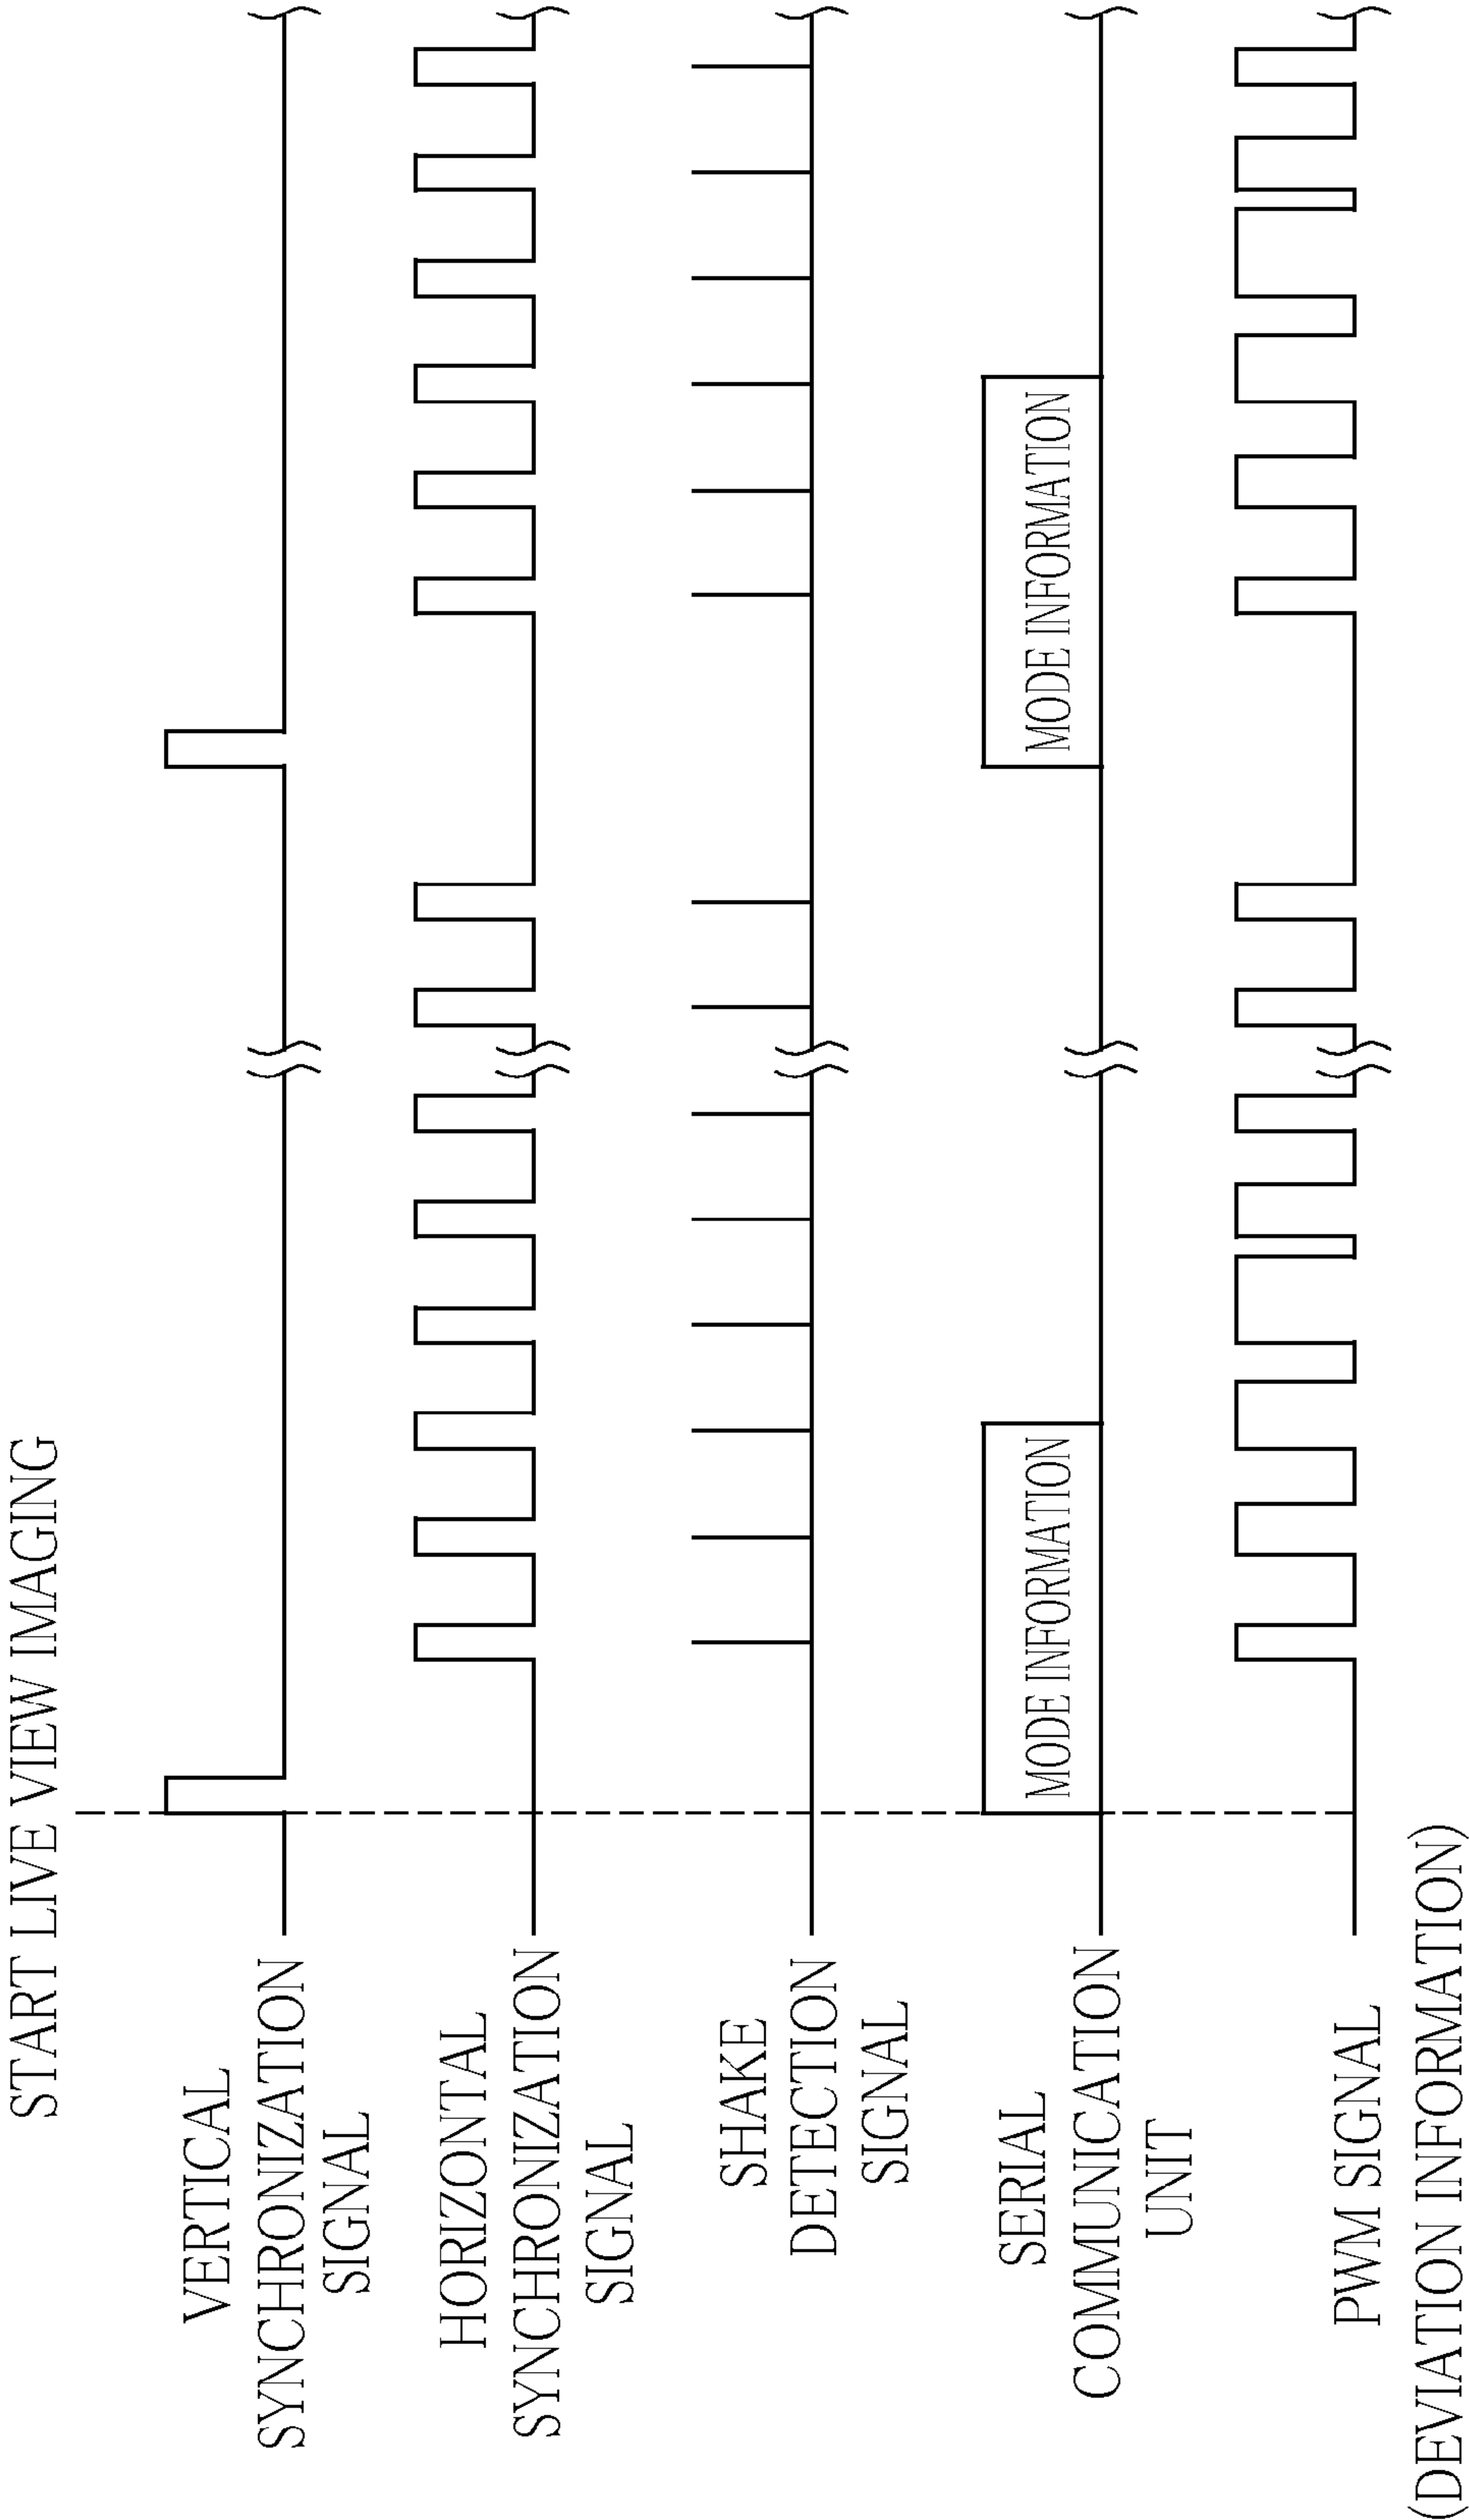 START LIVE VIEW IMAGING
VERTICAL
SYNCHRONIZATION
SIGNAL
HORIZONTAL
SYNCHRONIZATION
SIGNAL
SHAKE
DETECTION
SIGNAL
SERIAL
COMMUNICATION
UNIT
MODE INFORMATION
MODE INFORMATION
PWM SIGNAL
(DEVIATION INFORMATION)